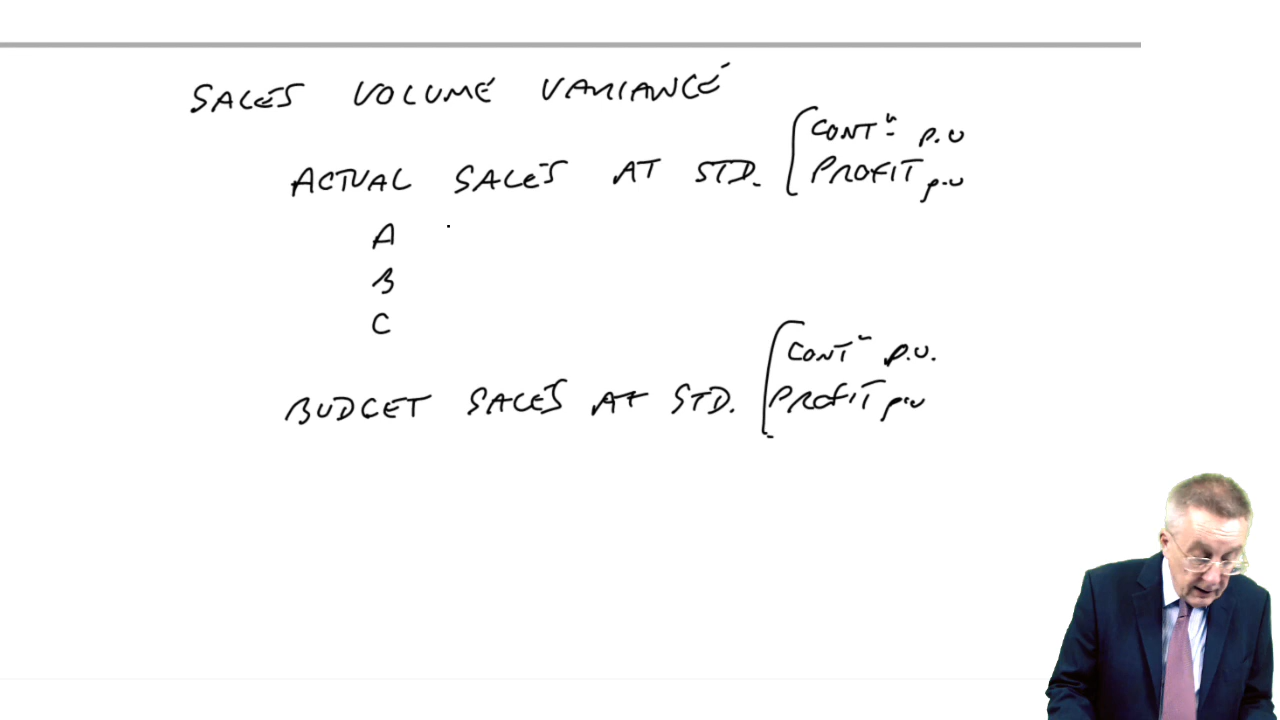 SALES VOLUME VARIANCE
CONTn p.u
ACTUAL SALES AT STD. PROFIT p.u
A
B
C
CONTn p.u.
BUDGET SALES AT STD. PROFIT p.u